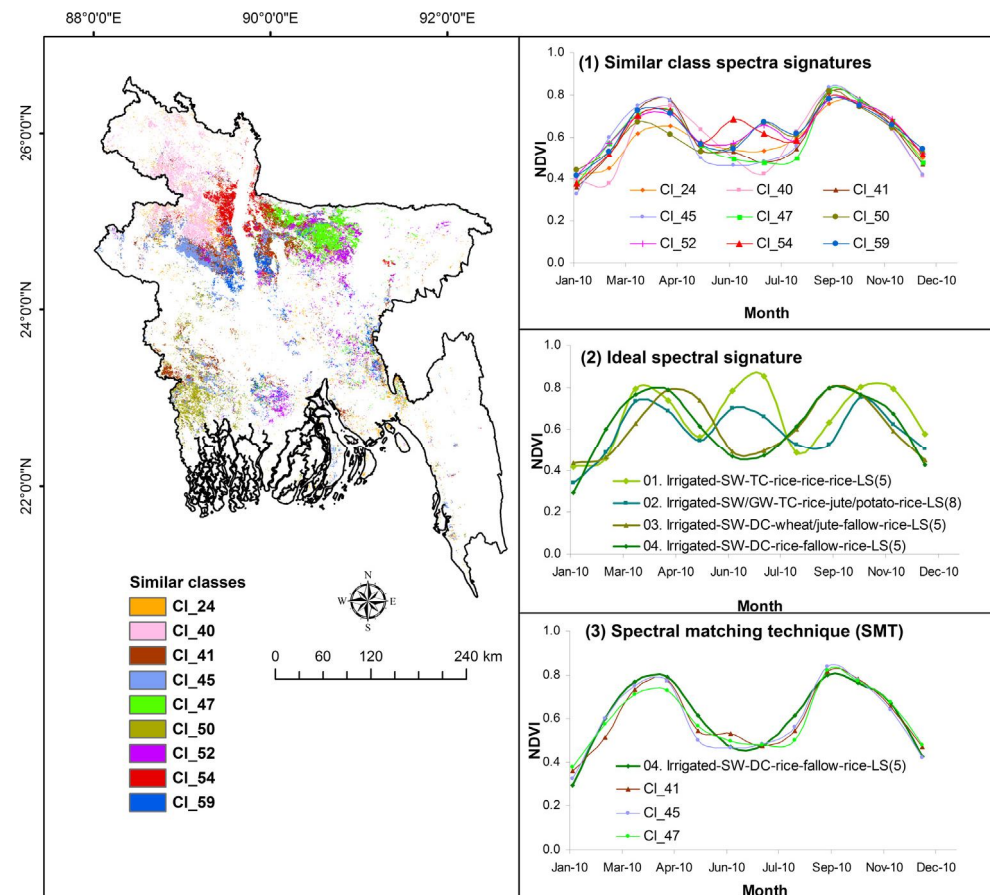 88°0'0"E 90°0'0"E 92°0'0"E
26°0'0"N
24°0'0"N
22°0'0"N
Similar classes
Cl_24
Cl_40
Cl_41
Cl_45
Cl_47
Cl_50
Cl_52
Cl_54
Cl_59
N
W E
S
0 60 120 240 km
(1) Similar class spectra signatures
NDVI
1.0
0.8
0.6
0.4
0.2
0.0
Cl_24 Cl_40 Cl_41
Cl_45 Cl_47 Cl_50
Cl_52 Cl_54 Cl_59
Jan-10 Mar-10 Apr-10 Jun-10 Jul-10 Sep-10 Nov-10 Dec-10
Month
(2) Ideal spectral signature
NDVI
1.0
0.8
0.6
0.4
0.2
0.0
01. Irrigated-SW-TC-rice-rice-rice-LS(5)
02. Irrigated-SW/GW-TC-rice-jute/potato-rice-LS(8)
03. Irrigated-SW-DC-wheat/jute-fallow-rice-LS(5)
04. Irrigated-SW-DC-rice-fallow-rice-LS(5)
Jan-10 Mar-10 Apr-10 Jun-10 Jul-10 Sep-10 Nov-10 Dec-10
Month
(3) Spectral matching technique (SMT)
NDVI
1.0
0.8
0.6
0.4
0.2
0.0
04. Irrigated-SW-DC-rice-fallow-rice-LS(5)
Cl_41
Cl_45
Cl_47
Jan-10 Mar-10 Apr-10 Jun-10 Jul-10 Sep-10 Nov-10 Dec-10
Month